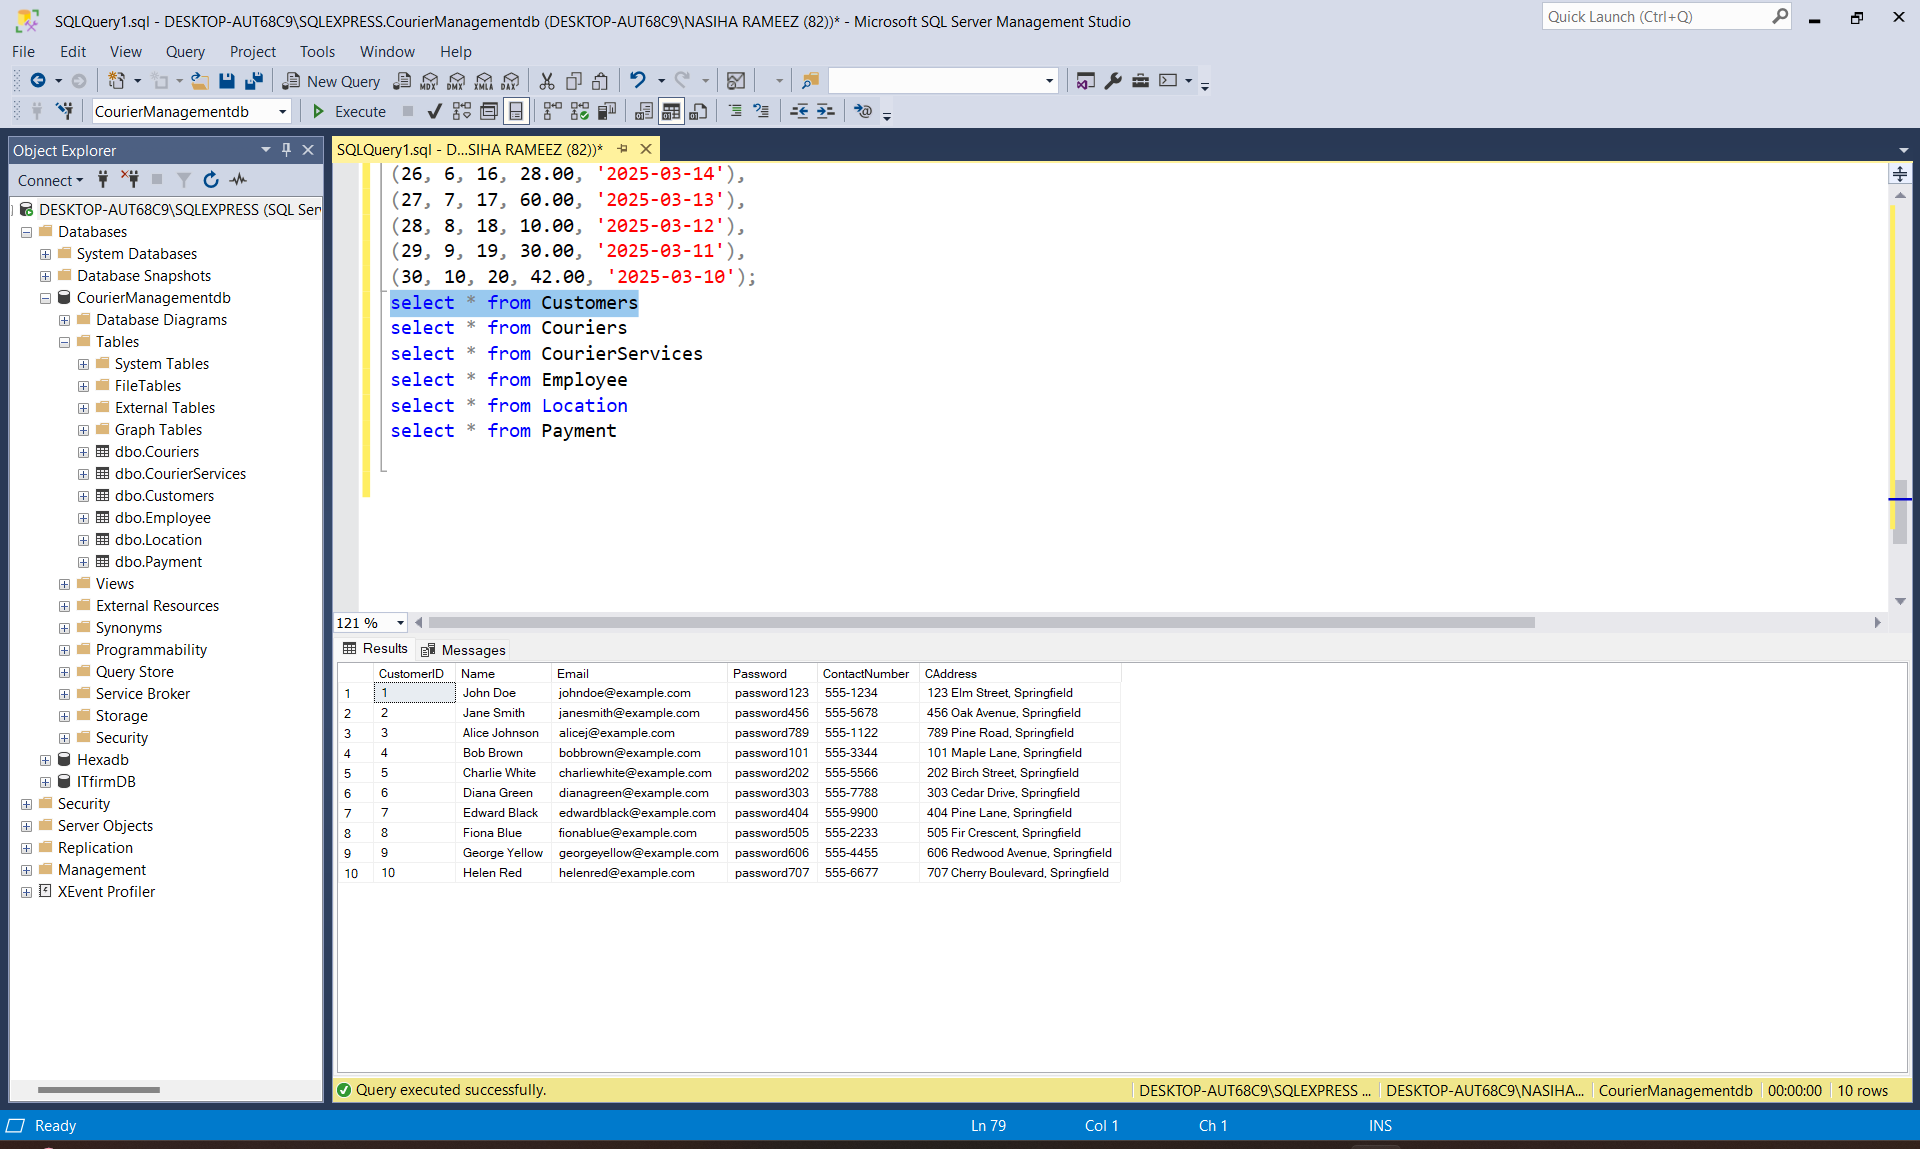 SQLQuery1.sql - DESKTOP-AUT68C9\SQLEXPRESS.CourierManagementdb (DESKTOP-AUT68C9\NASIHA RAMEEZ (82))* - Microsoft SQL Server Management Studio
Quick Launch (Ctrl+Q)
File Edit View Query Project Tools Window Help
New Query MDX DMX XMLA DAX
CourierManagementdb Execute
Object Explorer
SQLQuery1.sql - D...SIHA RAMEEZ (82))*
Connect
DESKTOP-AUT68C9\SQLEXPRESS (SQL Ser
Databases
System Databases
Database Snapshots
CourierManagementdb
Database Diagrams
Tables
System Tables
FileTables
External Tables
Graph Tables
dbo.Couriers
dbo.CourierServices
dbo.Customers
dbo.Employee
dbo.Location
dbo.Payment
Views
External Resources
Synonyms
Programmability
Query Store
Service Broker
Storage
Security
Hexadb
ITfirmDB
Security
Server Objects
Replication
Management
XEvent Profiler
(26, 6, 16, 28.00, '2025-03-14'),
(27, 7, 17, 60.00, '2025-03-13'),
(28, 8, 18, 10.00, '2025-03-12'),
(29, 9, 19, 30.00, '2025-03-11'),
(30, 10, 20, 42.00, '2025-03-10');
select * from Customers
select * from Couriers
select * from CourierServices
select * from Employee
select * from Location
select * from Payment
121 %
Results Messages
CustomerID Name Email Password ContactNumber CAddress
1 1 John Doe johndoe@example.com password123 555-1234 123 Elm Street, Springfield
2 2 Jane Smith janesmith@example.com password456 555-5678 456 Oak Avenue, Springfield
3 3 Alice Johnson alicej@example.com password789 555-1122 789 Pine Road, Springfield
4 4 Bob Brown bobbrown@example.com password101 555-3344 101 Maple Lane, Springfield
5 5 Charlie White charliewhite@example.com password202 555-5566 202 Birch Street, Springfield
6 6 Diana Green dianagreen@example.com password303 555-7788 303 Cedar Drive, Springfield
7 7 Edward Black edwardblack@example.com password404 555-9900 404 Pine Lane, Springfield
8 8 Fiona Blue fionablue@example.com password505 555-2233 505 Fir Crescent, Springfield
9 9 George Yellow georgeyellow@example.com password606 555-4455 606 Redwood Avenue, Springfield
10 10 Helen Red helenred@example.com password707 555-6677 707 Cherry Boulevard, Springfield
Query executed successfully.
DESKTOP-AUT68C9\SQLEXPRESS ... DESKTOP-AUT68C9\NASIHA... CourierManagementdb 00:00:00 10 rows
Ready Ln 79 Col 1 Ch 1 INS